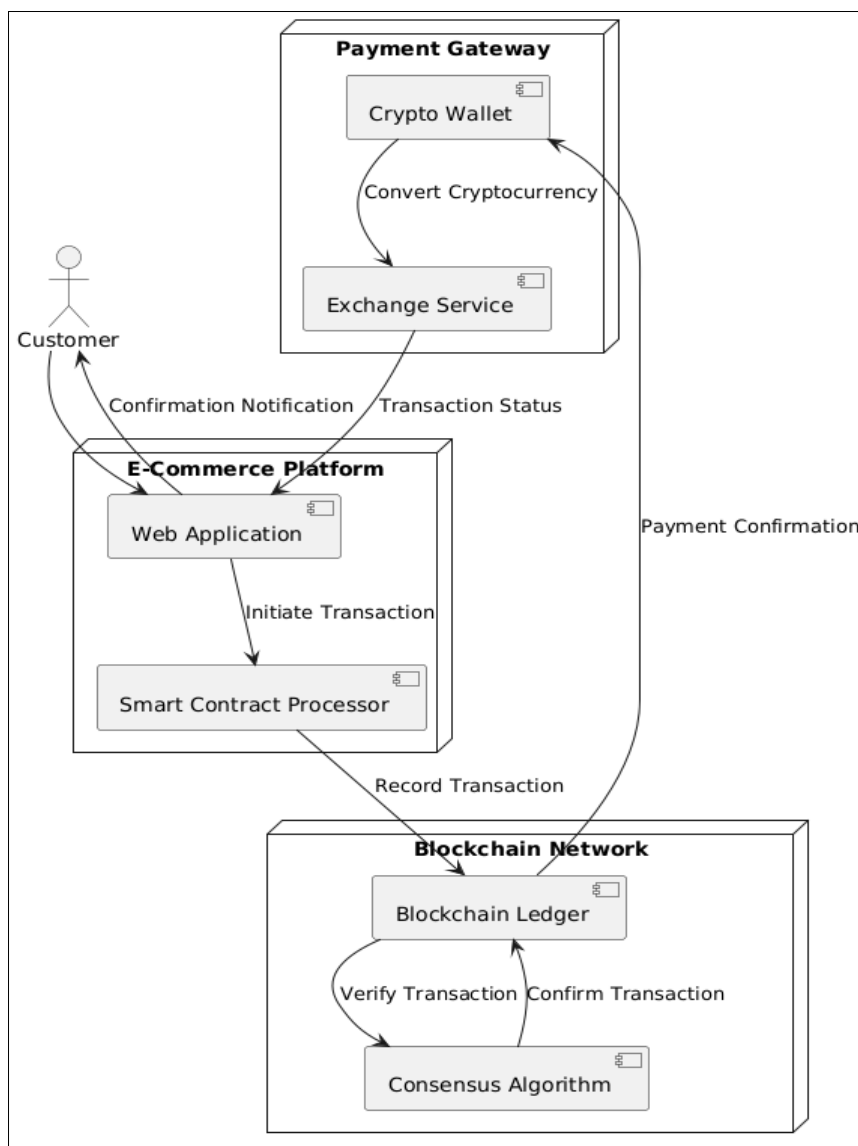 Payment Gateway
Crypto Wallet
Convert Cryptocurrency
Exchange Service
Customer
Confirmation Notification
Transaction Status
E-Commerce Platform
Web Application
Payment Confirmation
Initiate Transaction
Smart Contract Processor
Record Transaction
Blockchain Network
Blockchain Ledger
Verify Transaction
Confirm Transaction
Consensus Algorithm